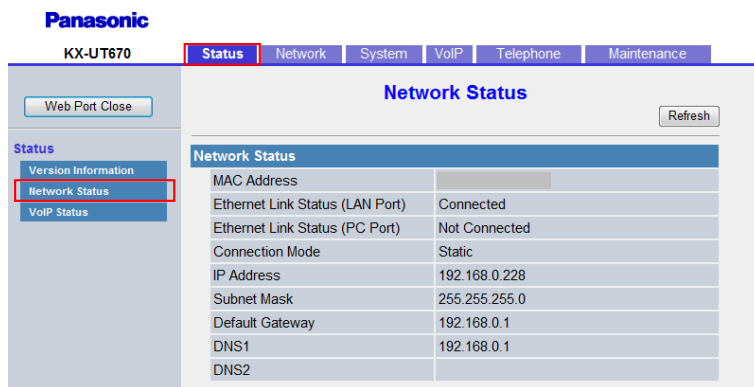 Panasonic
KX-UT670 Status Network System VoIP Telephone Maintenance
Web Port Close
Network Status
Refresh
Status
Version Information
Network Status
VoIP Status
Network Status
MAC Address
Ethernet Link Status (LAN Port) Connected
Ethernet Link Status (PC Port) Not Connected
Connection Mode Static
IP Address 192.168.0.228
Subnet Mask 255.255.255.0
Default Gateway 192.168.0.1
DNS1 192.168.0.1
DNS2